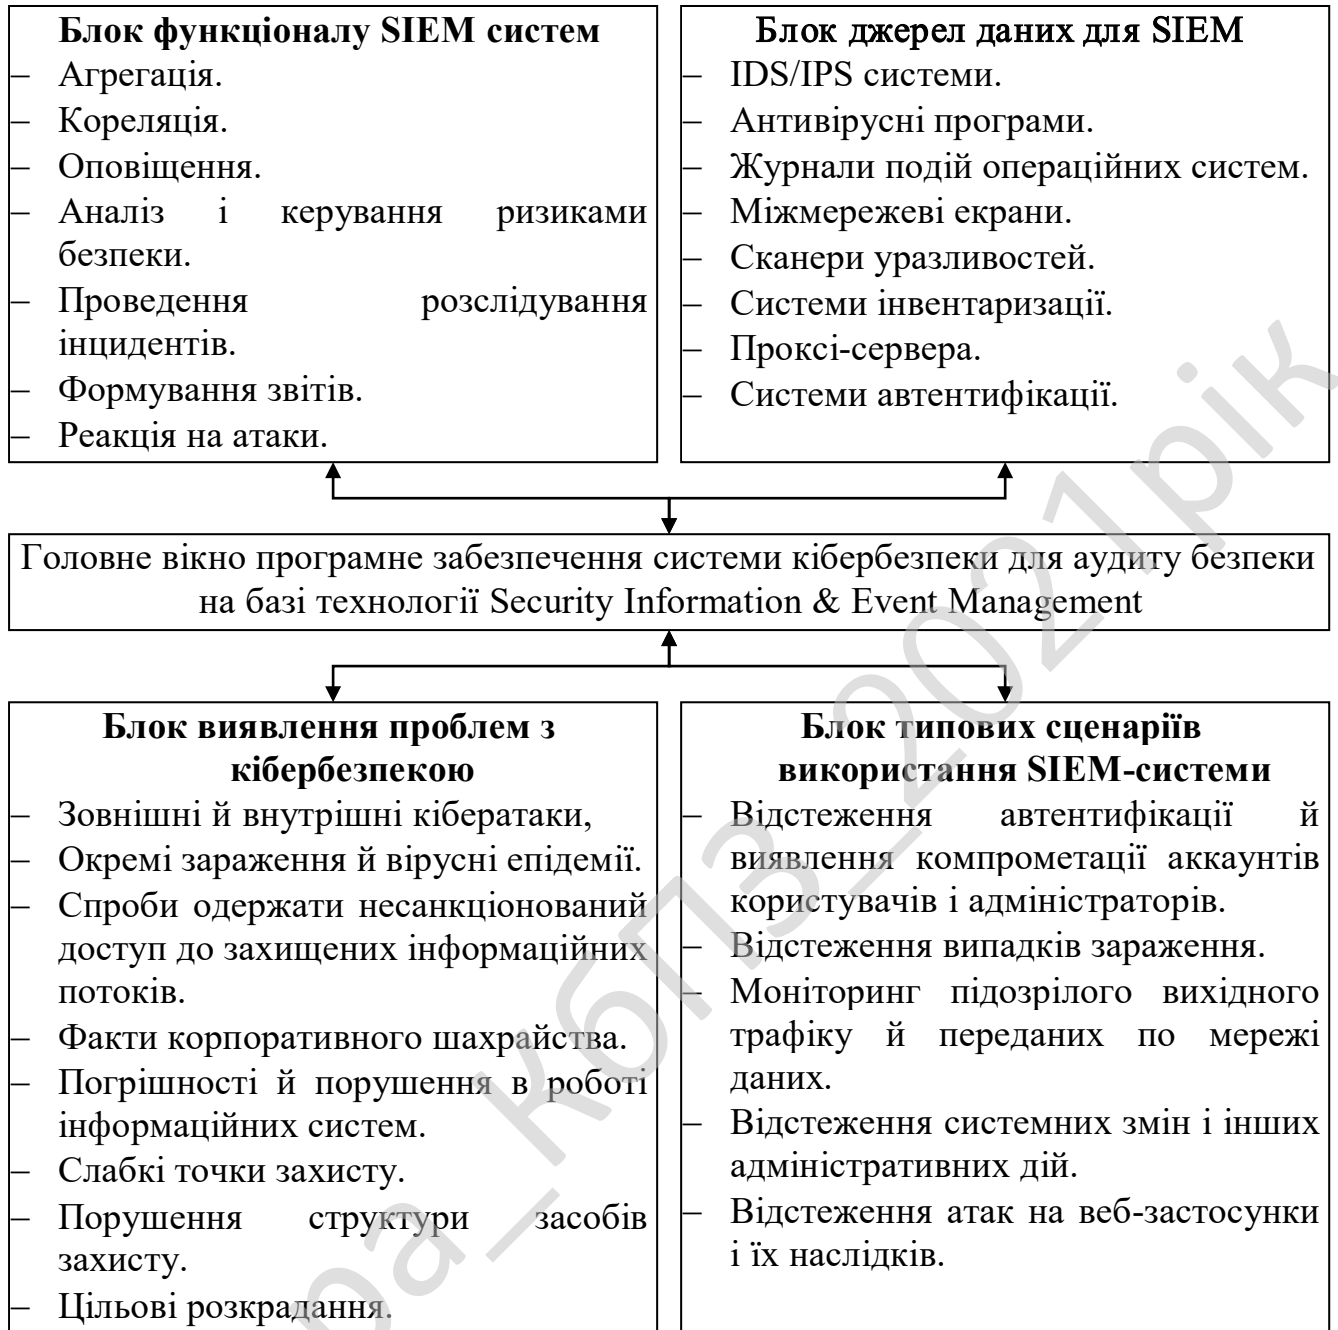 Блок функціоналу SIEM систем
– Агрегація.
– Кореляція.
– Оповіщення.
– Аналіз і керування ризиками
безпеки.
– Проведення розслідування
інцидентів.
– Формування звітів.
– Реакція на атаки.
Блок джерел даних для SIEM
– IDS/IPS системи.
– Антивірусні програми.
– Журнали подій операційних систем.
– Міжмережеві екрани.
– Сканери уразливостей.
– Системи інвентаризації.
– Проксі-сервера.
– Системи автентифікації.
Головне вікно програмне забезпечення системи кібербезпеки для аудиту безпеки
на базі технології Security Information & Event Management
Блок виявлення проблем з
кібербезпекою
– Зовнішні й внутрішні кібератаки,
– Окремі зараження й вірусні епідемії.
– Спроби одержати несанкціонований
доступ до захищених інформаційних
потоків.
– Факти корпоративного шахрайства.
– Погрішності й порушення в роботі
інформаційних систем.
– Слабкі точки захисту.
– Порушення структури засобів
захисту.
– Цільові розкрадання.
Блок типових сценаріїв
використання SIEM-системи
– Відстеження автентифікації й
виявлення компрометації аккаунтів
користувачів і адміністраторів.
– Відстеження випадків зараження.
– Моніторинг підозрілого вихідного
трафіку й переданих по мережі
даних.
– Відстеження системних змін і інших
адміністративних дій.
– Відстеження атак на веб-застосунки
і їх наслідків.
ра_КбПЗ_2021рік